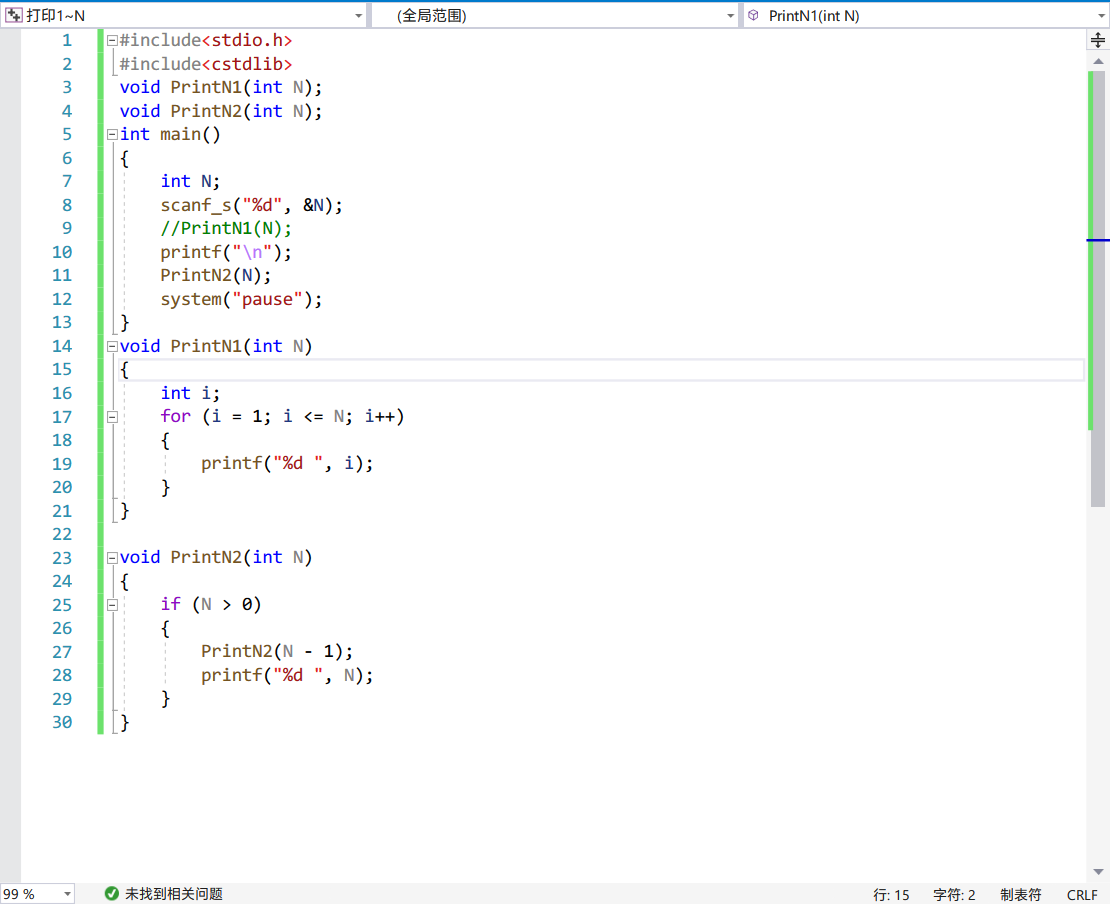 打印1~N (全局范围) PrintN1(int N)
1 #include<stdio.h>
2 #include<cstdlib>
3 void PrintN1(int N);
4 void PrintN2(int N);
5 int main()
6 {
7     int N;
8     scanf_s("%d", &N);
9     //PrintN1(N);
10     printf("\n");
11     PrintN2(N);
12     system("pause");
13 }
14 void PrintN1(int N)
15 {
16     int i;
17     for (i = 1; i <= N; i++)
18     {
19         printf("%d ", i);
20     }
21 }
22
23 void PrintN2(int N)
24 {
25     if (N > 0)
26     {
27         PrintN2(N - 1);
28         printf("%d ", N);
29     }
30 }
99 % 未找到相关问题 行: 15 字符: 2 制表符 CRLF